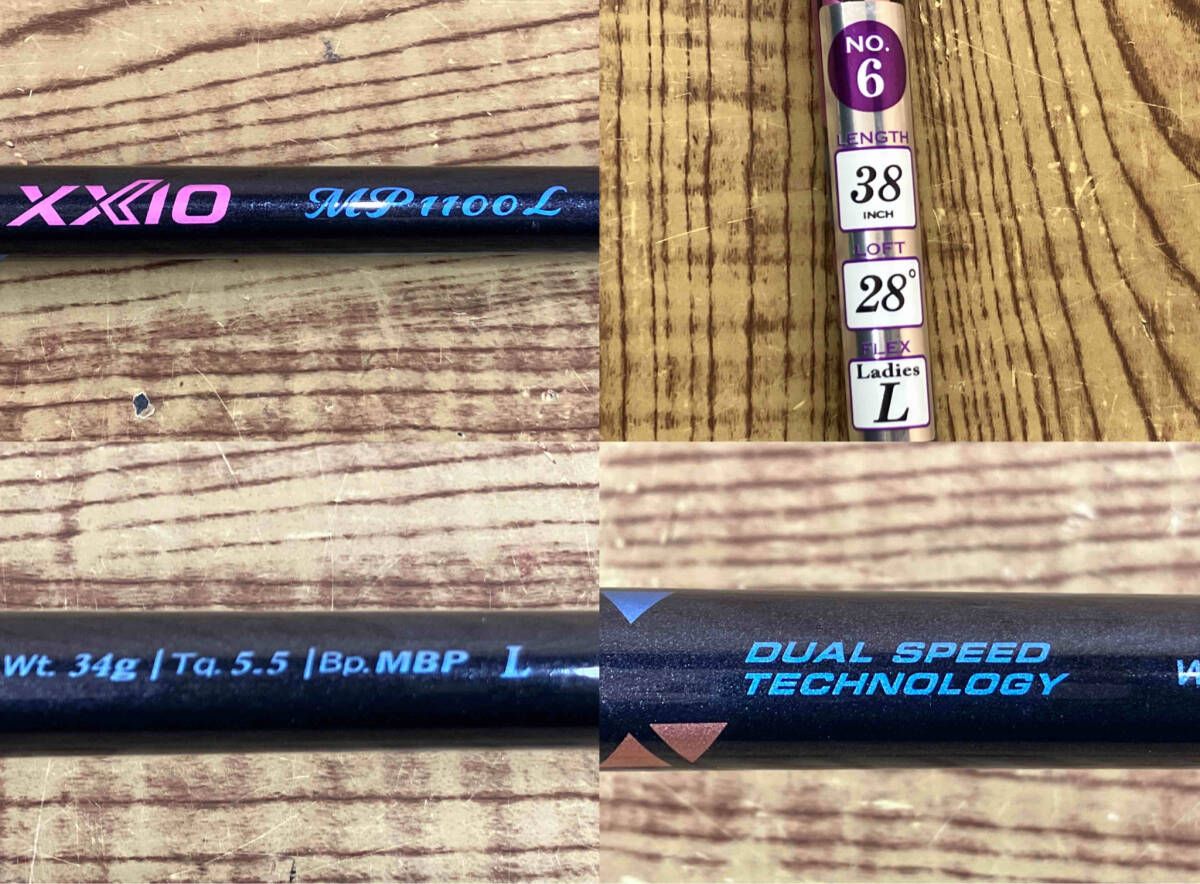 XXIO MP1100L
NO.
6
LENGTH
38
INCH
LOFT
28°
FLEX
Ladies
L
Wt. 34g / Tq. 5.5 / Bp. MBP L
DUAL SPEED
TECHNOLOGY